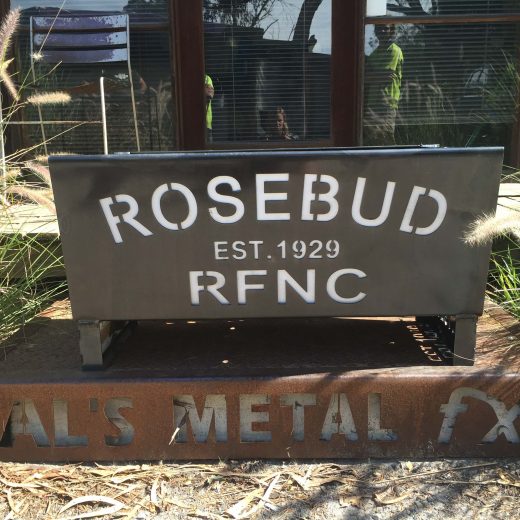 ROSEBUD
EST. 1929
RFNC
AL'S METAL fx